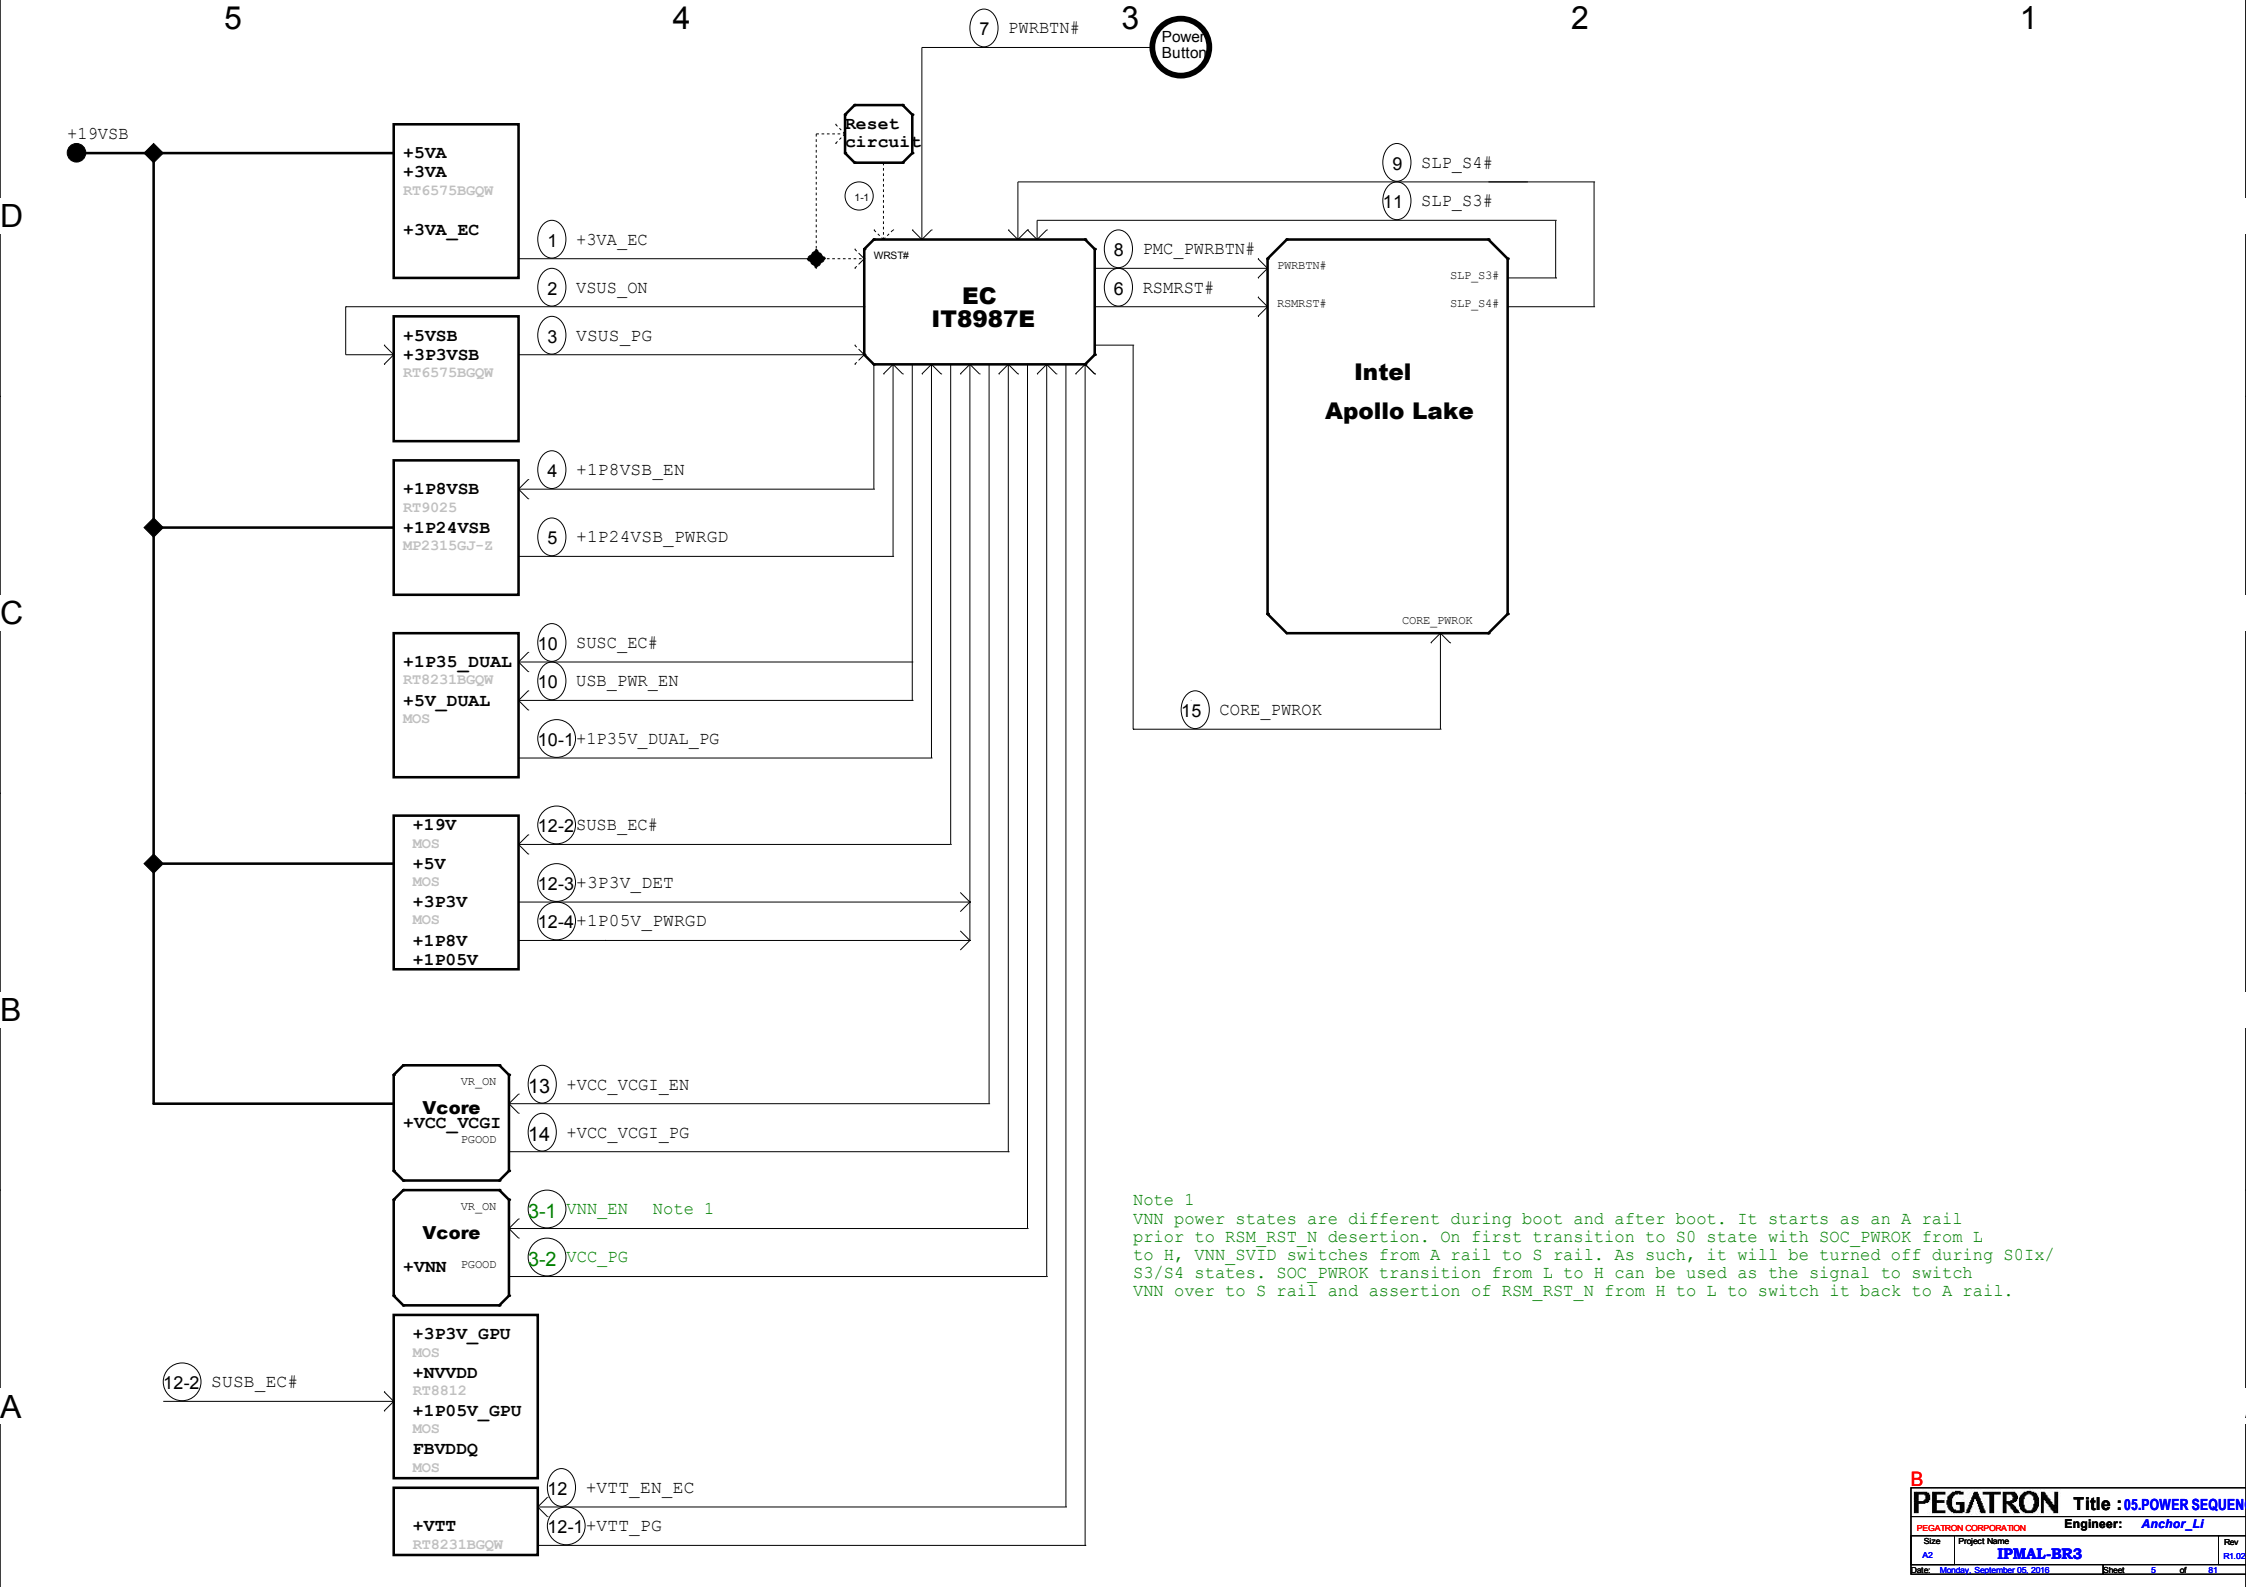 5
4
3
2
1
7 PWRBTN#
Power
Button
+19VSB
Reset
circuit
1-1
+5VA
+3VA
RT6575BGQW
+3VA_EC
D
9 SLP_S4#
11 SLP_S3#
1 +3VA_EC
WRST#
EC
IT8987E
8 PMC_PWRBTN#
6 RSMRST#
PWRBTN#
RSMRST#
SLP_S3#
SLP_S4#
Intel
Apollo Lake
CORE_PWROK
2 VSUS_ON
3 VSUS_PG
+5VSB
+3P3VSB
RT6575BGQW
4 +1P8VSB_EN
5 +1P24VSB_PWRGD
+1P8VSB
RT9025
+1P24VSB
MP2315GJ-Z
C
10 SUSC_EC#
10 USB_PWR_EN
10-1 +1P35V_DUAL_PG
+1P35_DUAL
RT8231BGQW
+5V_DUAL
MOS
15 CORE_PWROK
12-2 SUSB_EC#
12-3 +3P3V_DET
12-4 +1P05V_PWRGD
+19V
MOS
+5V
MOS
+3P3V
MOS
+1P8V
+1P05V
B
13 +VCC_VCGI_EN
14 +VCC_VCGI_PG
VR_ON
Vcore
+VCC_VCGI
PGOOD
3-1 VNN_EN Note 1
3-2 VCC_PG
VR_ON
Vcore
+VNN PGOOD
Note 1
VNN power states are different during boot and after boot. It starts as an A rail
prior to RSM_RST_N desertion. On first transition to S0 state with SOC_PWROK from L
to H, VNN_SVID switches from A rail to S rail. As such, it will be turned off during S0Ix/
S3/S4 states. SOC_PWROK transition from L to H can be used as the signal to switch
VNN over to S rail and assertion of RSM_RST_N from H to L to switch it back to A rail.
12-2 SUSB_EC#
+3P3V_GPU
MOS
+NVVDD
RT8812
+1P05V_GPU
MOS
FBVDDQ
MOS
A
12 +VTT_EN_EC
12-1 +VTT_PG
+VTT
RT8231BGQW
B
PEGATRON Title : 05.POWER SEQUEN
PEGATRON CORPORATION Engineer: Anchor_Li
Size Project Name Rev
A2 IPMAL-BR3 R1.02
Date: Monday, September 05, 2016 Sheet 5 of 81